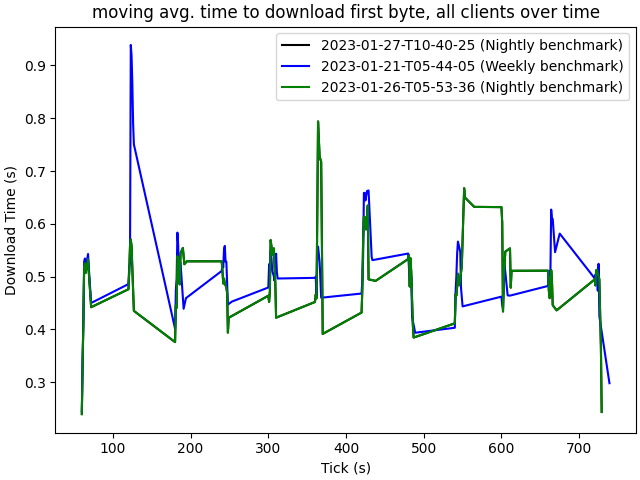 moving avg. time to download first byte, all clients over time
2023-01-27-T10-40-25 (Nightly benchmark)
2023-01-21-T05-44-05 (Weekly benchmark)
2023-01-26-T05-53-36 (Nightly benchmark)
Download Time (s)
0.9
0.8
0.7
0.6
0.5
0.4
0.3
100 200 300 400 500 600 700
Tick (s)